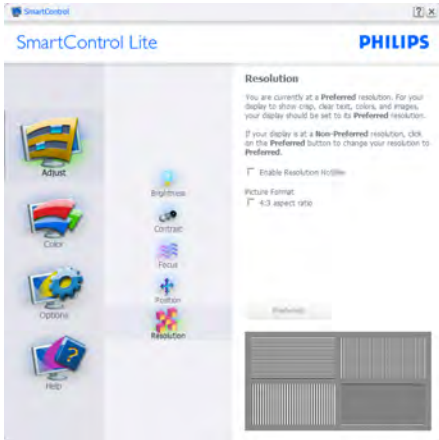 SmartControl
? x
SmartControl Lite
PHILIPS
Adjust
Color
Options
Help
Brightness
Contrast
Focus
Position
Resolution
Resolution
You are currently at a Preferred resolution. For your
display to show crisp, clear text, colors, and images,
your display should be set to its Preferred resolution.
If your display is at a Non-Preferred resolution, click
on the Preferred button to change your resolution to
Preferred.
Enable Resolution Notifier
Picture Format
4:3 aspect ratio
Preferred